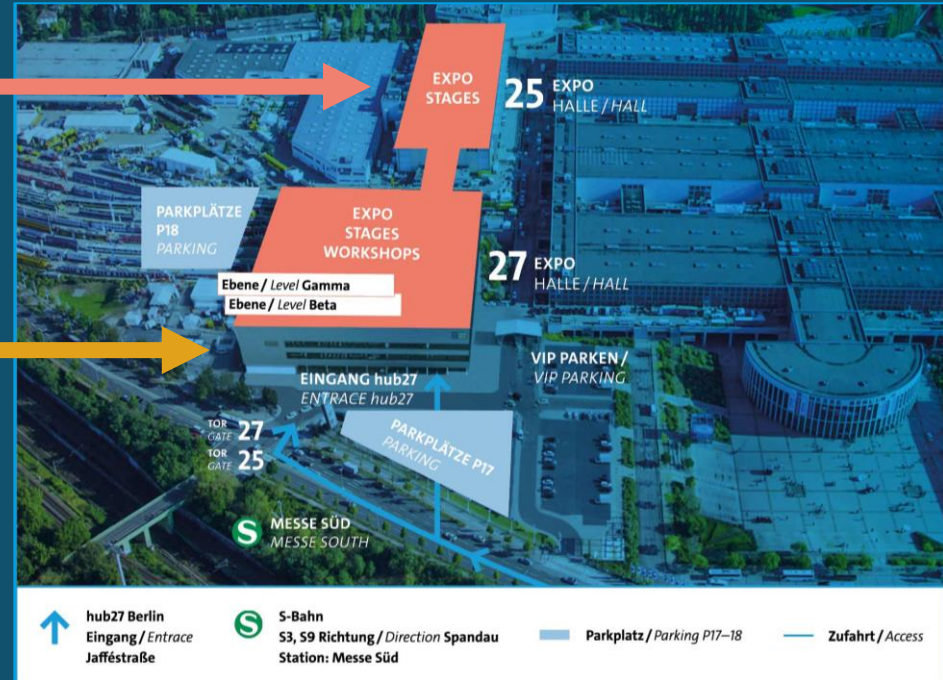 EXPO
STAGES
25 EXPO
HALLE / HALL
PARKPLÄTZE
P18
PARKING
EXPO
STAGES
WORKSHOPS
27 EXPO
HALLE / HALL
Ebene / Level Gamma
Ebene / Level Beta
VIP PARKEN /
VIP PARKING
EINGANG hub27
ENTRACE hub27
PARKPLÄTZE P17
PARKING
TOR
GATE 27
TOR
GATE 25
S MESSE SÜD
MESSE SOUTH
hub27 Berlin
Eingang / Entrace
Jafféstraße
S S-Bahn
S3, S9 Richtung / Direction Spandau
Station: Messe Süd
Parkplatz / Parking P17–18
Zufahrt / Access